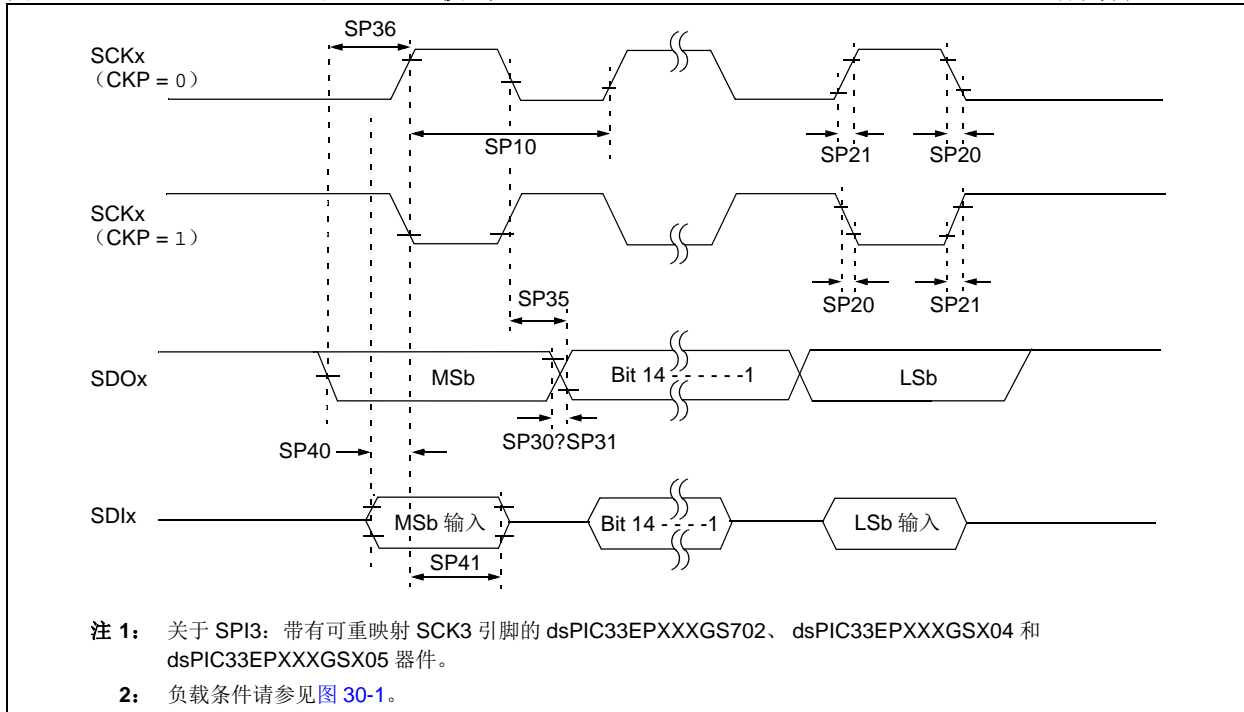 SP36
SCKx
（CKP = 0）
SP10
SP21
SP20
SCKx
（CKP = 1）
SP35
SP20
SP21
SDOx
MSb
Bit 14 - - - - - -1
LSb
SP30?SP31
SP40
SDIx
MSb 输入
Bit 14 - - - - -1
LSb 输入
SP41
注 1： 关于 SPI3：带有可重映射 SCK3 引脚的 dsPIC33EPXXXGS702、 dsPIC33EPXXXGSX04 和
dsPIC33EPXXXGSX05 器件。
2： 负载条件请参见图 30-1。